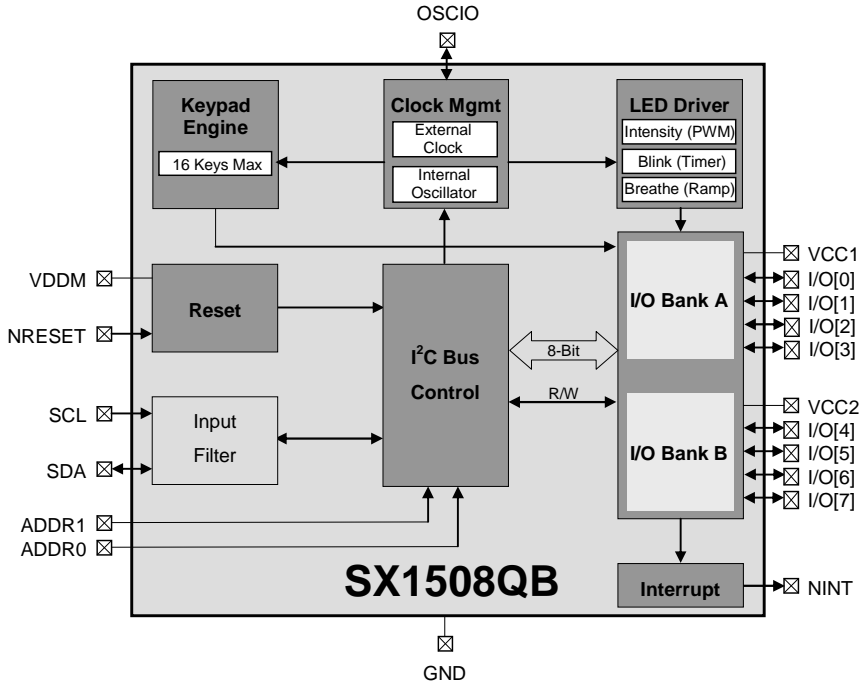 OSCIO
Keypad
Engine
16 Keys Max
Clock Mgmt
External
Clock
Internal
Oscillator
LED Driver
Intensity (PWM)
Blink (Timer)
Breathe (Ramp)
VDDM
NRESET
SCL
SDA
ADDR1
ADDR0
Reset
Input
Filter
I²C Bus
Control
8-Bit
R/W
I/O Bank A
I/O Bank B
VCC1
I/O[0]
I/O[1]
I/O[2]
I/O[3]
VCC2
I/O[4]
I/O[5]
I/O[6]
I/O[7]
SX1508QB
Interrupt
NINT
GND